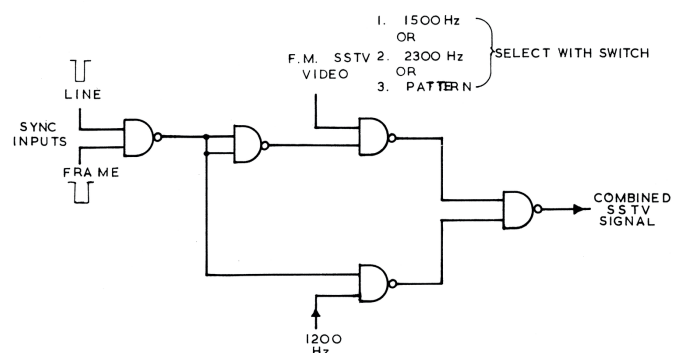 1. 1500 Hz
OR
F. M. SSTV 2. 2300 Hz
VIDEO OR
3. PATTERN
SELECT WITH SWITCH
LINE
SYNC
INPUTS
FRAME
COMBINED
SSTV
SIGNAL
1200
Hz